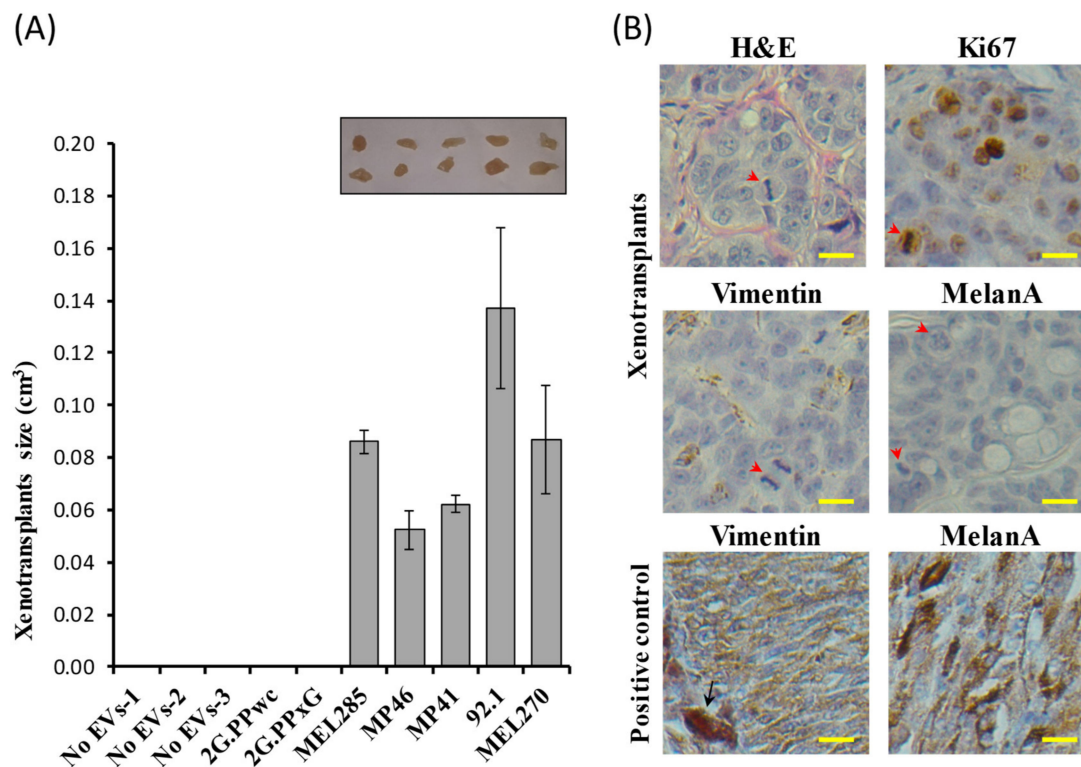 (A)
Xenotransplants size (cm³)
0.20
0.18
0.16
0.14
0.12
0.10
0.08
0.06
0.04
0.02
0.00
No EVs-1
No EVs-2
No EVs-3
2G.PPwc
2G.PPxG
MEL285
MP46
MP41
92.1
MEL270
(B)
H&E
Ki67
Xenotransplants
Vimentin
MelanA
Positive control
Vimentin
MelanA